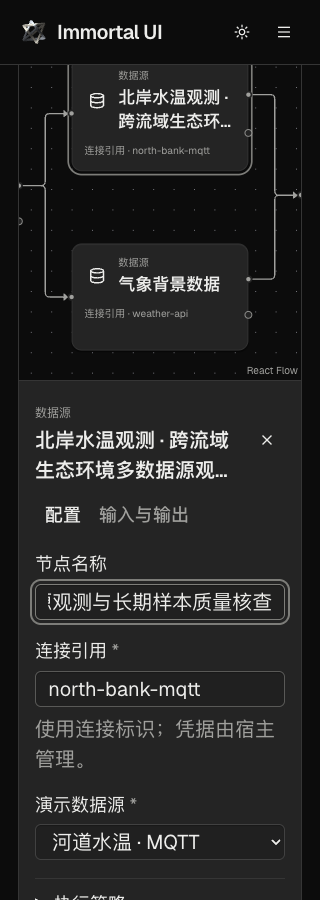 Immortal UI
数据源
北岸水温观测 ·
跨流域生态环…
连接引用 · north-bank-mqtt
数据源
气象背景数据
连接引用 · weather-api
React Flow
数据源
北岸水温观测 · 跨流域
生态环境多数据源观…
配置 输入与输出
节点名称
观测与长期样本质量核查
连接引用 *
north-bank-mqtt
使用连接标识；凭据由宿主
管理。
演示数据源 *
河道水温 · MQTT